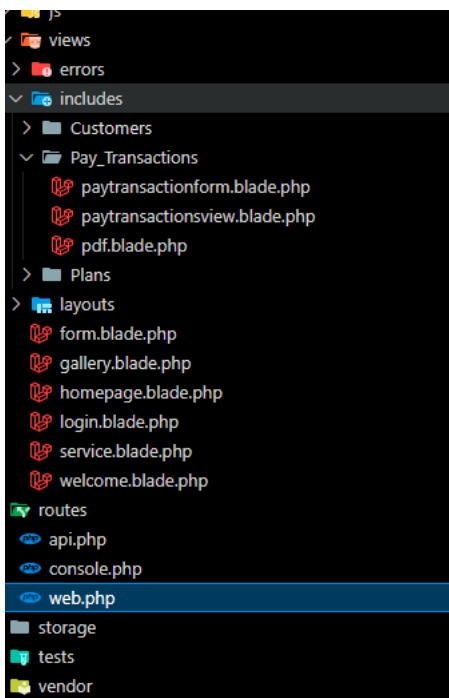 js
views
errors
includes
Customers
Pay_Transactions
paytransactionform.blade.php
paytransactionsview.blade.php
pdf.blade.php
Plans
layouts
form.blade.php
gallery.blade.php
homepage.blade.php
login.blade.php
service.blade.php
welcome.blade.php
routes
api.php
console.php
web.php
storage
tests
vendor